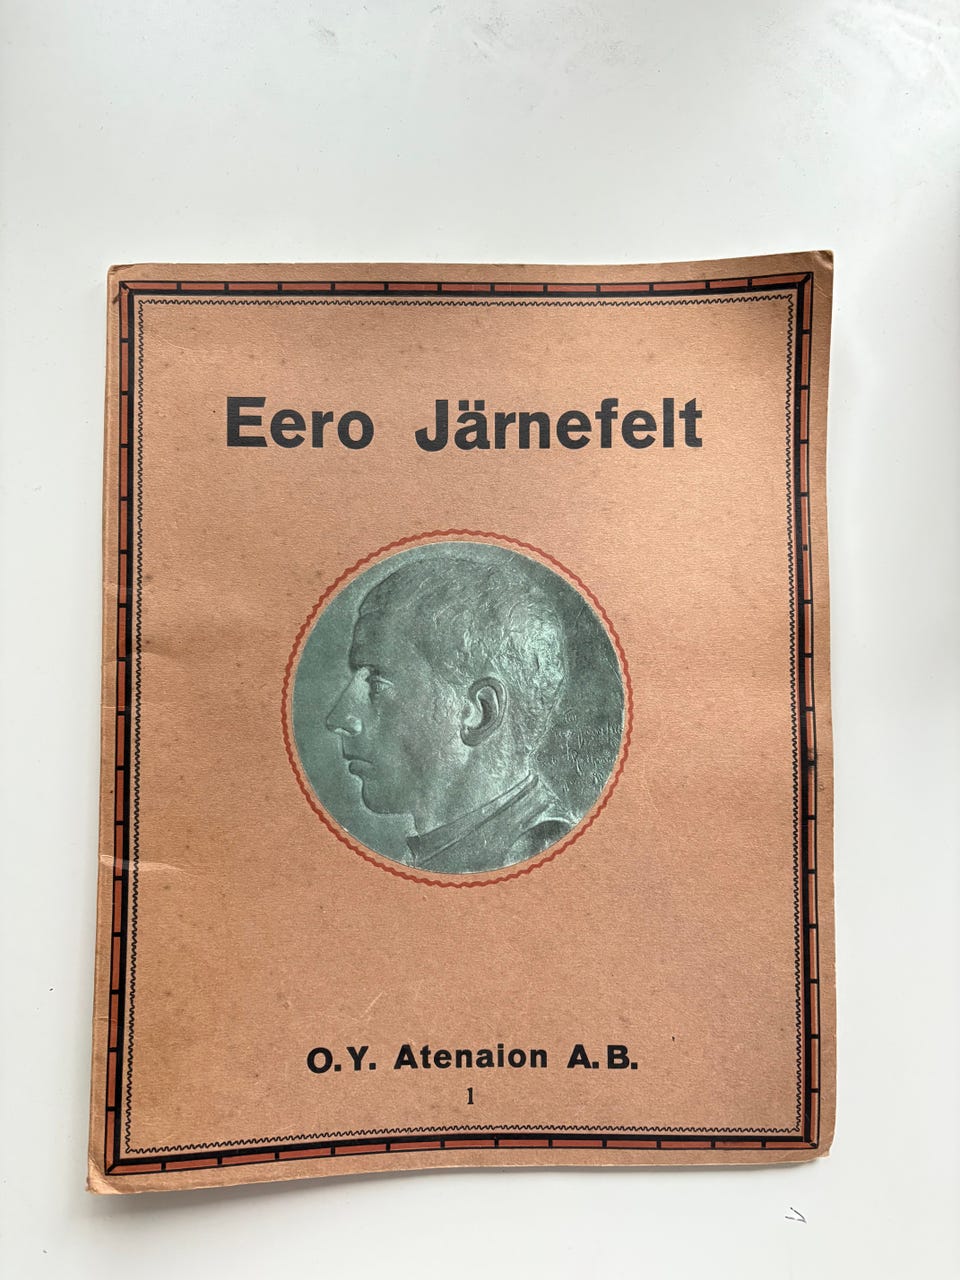 Eero Järnefelt
O.Y. Atenaion A.B.
1